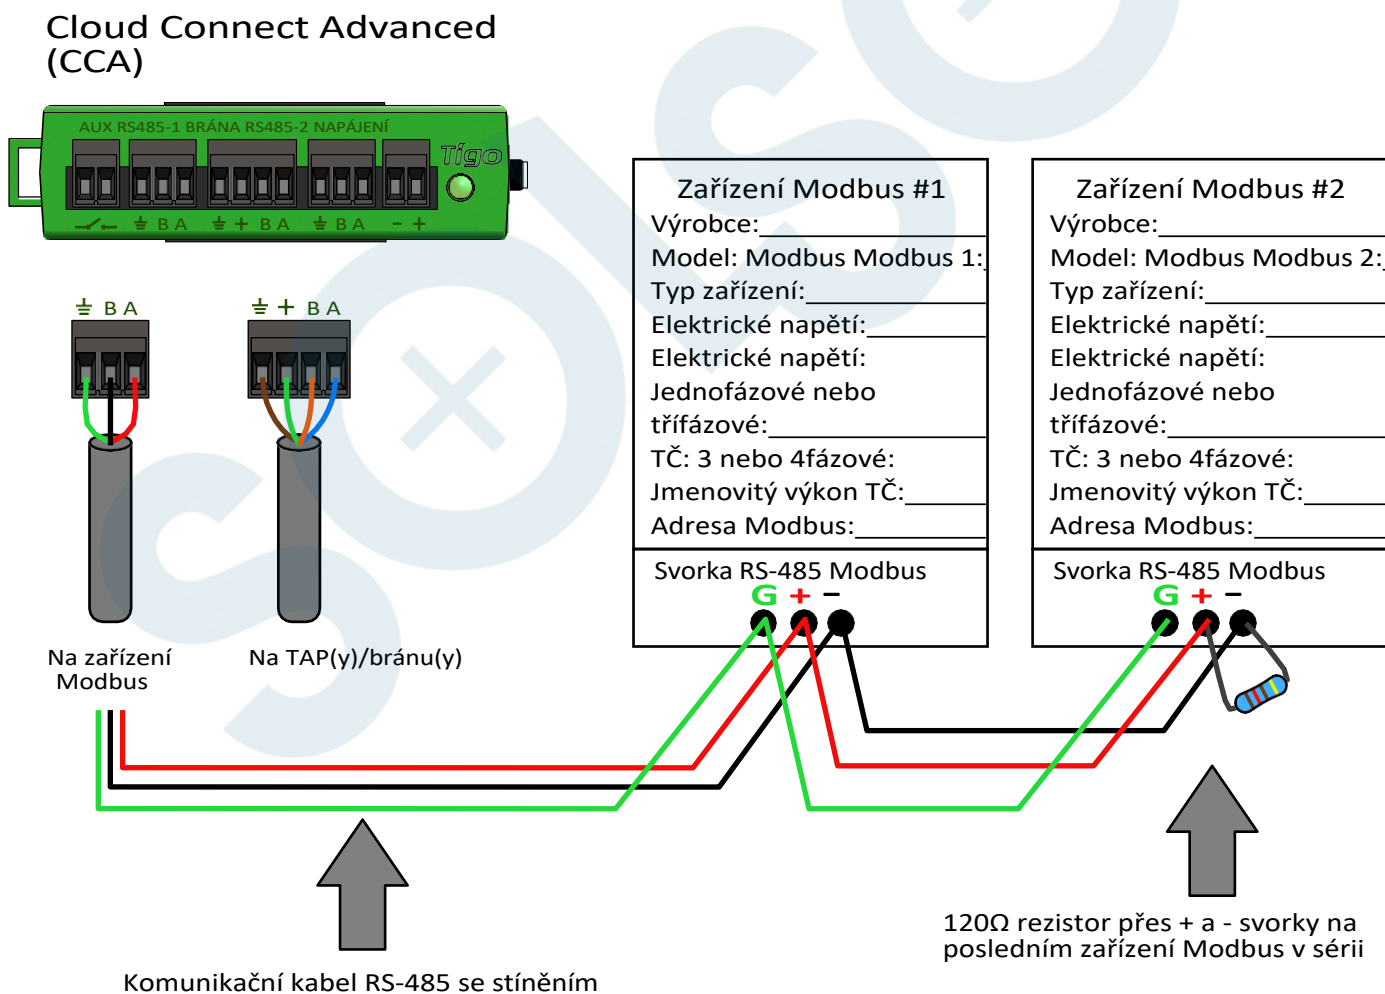 Cloud Connect Advanced
(CCA)
AUX RS485-1 BRÁNA RS485-2 NAPÁJENÍ
Tigo
B A + B A B A - +
B A
+ B A
Na zařízení
Modbus
Na TAP(y)/bránu(y)
Zařízení Modbus #1
Výrobce:
Model: Modbus Modbus 1:
Typ zařízení:
Elektrické napětí:
Elektrické napětí:
Jednofázové nebo
třífázové:
TČ: 3 nebo 4fázové:
Jmenovitý výkon TČ:
Adresa Modbus:
Svorka RS-485 Modbus
G + −
Zařízení Modbus #2
Výrobce:
Model: Modbus Modbus 2:
Typ zařízení:
Elektrické napětí:
Elektrické napětí:
Jednofázové nebo
třífázové:
TČ: 3 nebo 4fázové:
Jmenovitý výkon TČ:
Adresa Modbus:
Svorka RS-485 Modbus
G + −
120Ω rezistor přes + a - svorky na
posledním zařízení Modbus v sérii
Komunikační kabel RS-485 se stíněním
SOLSO